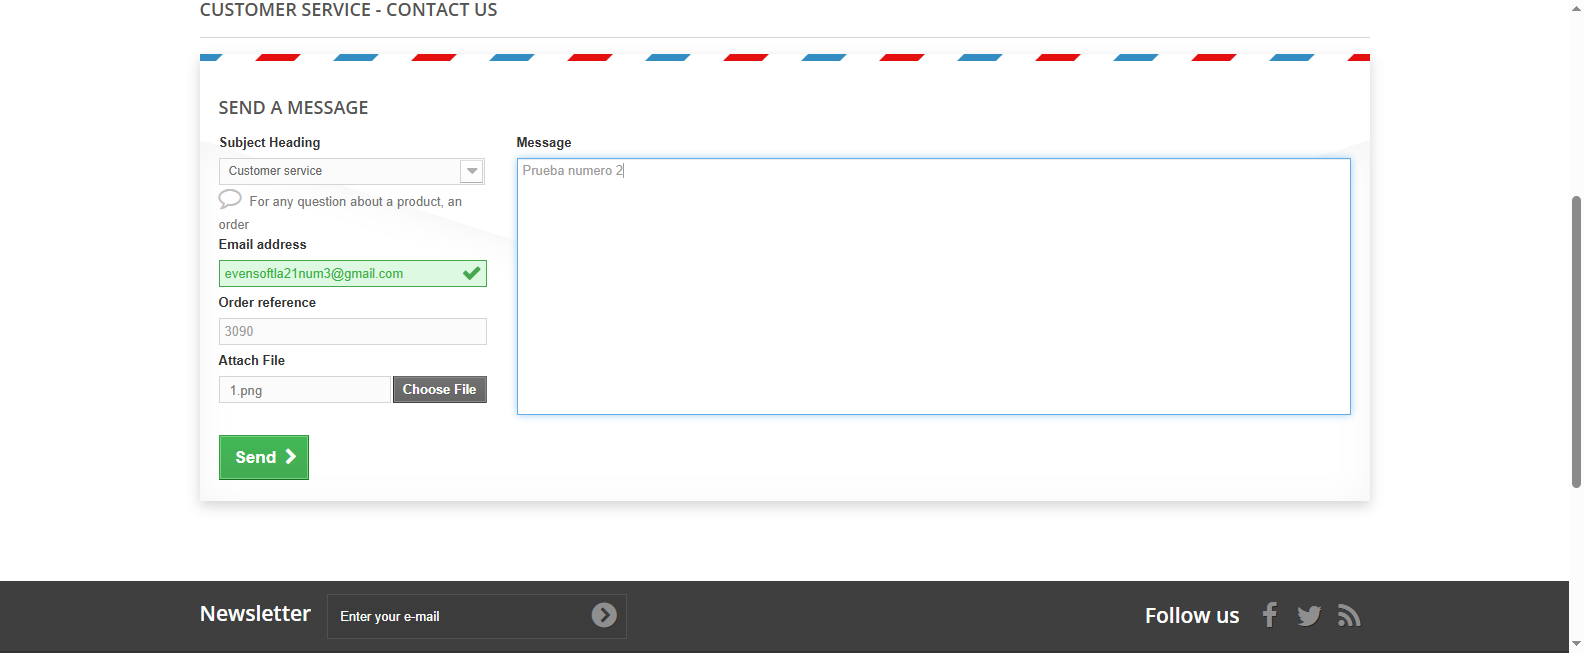 CUSTOMER SERVICE - CONTACT US
SEND A MESSAGE
Subject Heading
Customer service
For any question about a product, an
order
Email address
evensoftla21num3@gmail.com
Order reference
3090
Attach File
1.png
Choose File
Send
Message
Prueba numero 2
Newsletter
Enter your e-mail
Follow us